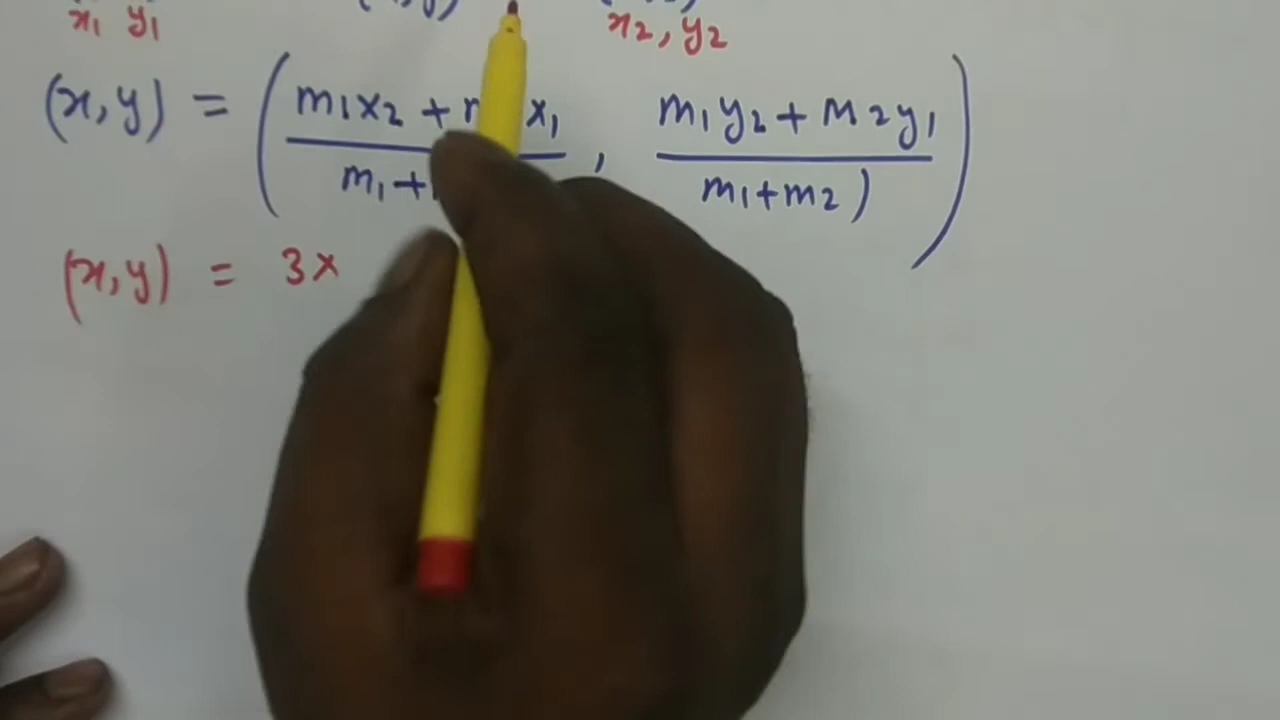 x1 y1 x2, y2
(x, y) = ( m1x2 + x1 , m1y2 + m2y1 )
m1 + m1+m2)
(x, y) = 3x